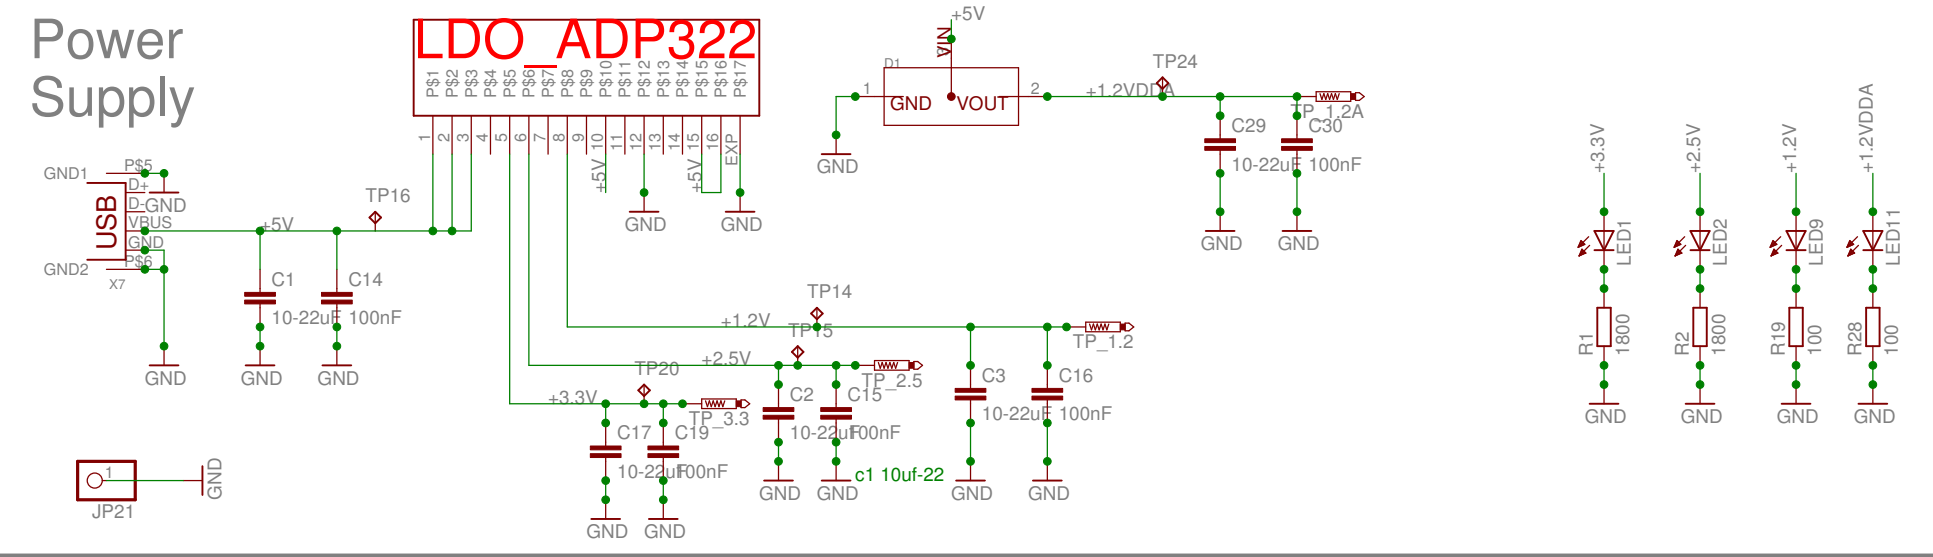 Power
Supply
LDO_ADP322
P$1
P$2
P$3
P$4
P$5
P$6
P$7
P$8
P$9
P$10
P$11
P$12
P$13
P$14
P$15
P$16
P$17
1
2
3
4
5
6
7
8
9
10
11
12
13
14
15
16
EXP
+5V
+5V
GND
GND
+5V
VIN
D1
1
GND
VOUT
2
GND
+1.2VDDA
TP24
TP_1.2A
C29
10-22uF
C30
100nF
GND
GND
GND1
P$5
D+
D-
GND
VBUS
GND
P$6
GND2
USB
X7
GND
+5V
TP16
C1
10-22uF
C14
100nF
GND
GND
+1.2V
TP14
TP_1.2
+2.5V
TP15
TP_2.5
+3.3V
TP20
TP_3.3
C17
10-22uF
C19
100nF
GND
GND
C2
10-22uF
C15
100nF
GND
GND
c1 10uf-22
C3
10-22uF
C16
100nF
GND
GND
+3.3V
LED1
R1
1800
GND
+2.5V
LED2
R2
1800
GND
+1.2V
LED9
R19
100
GND
+1.2VDDA
LED11
R28
100
GND
1
JP21
GND